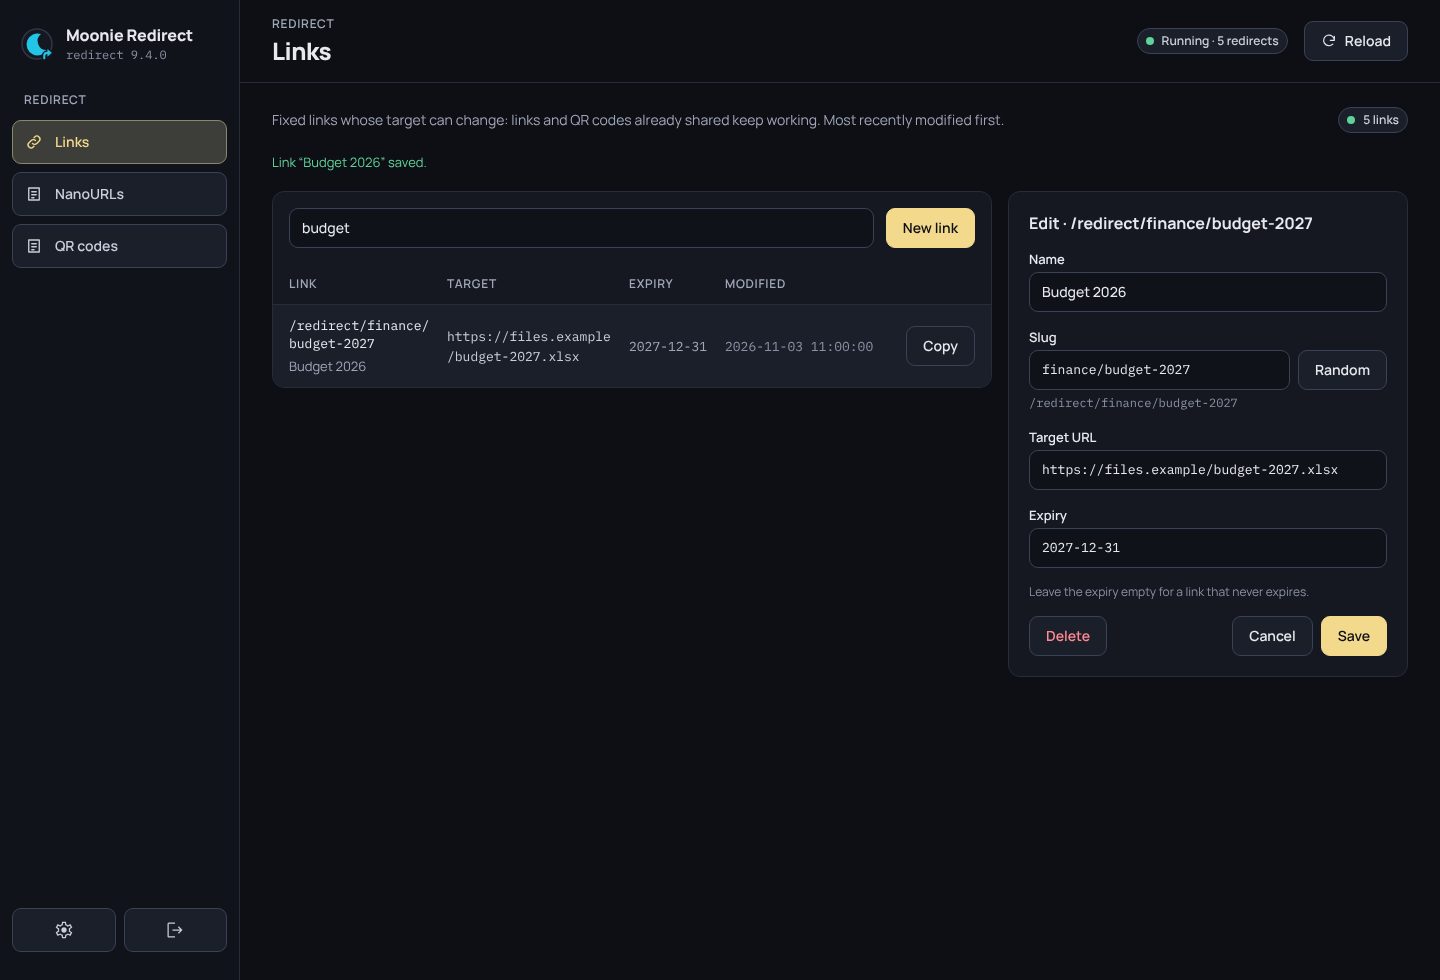 Moonie Redirect
redirect 9.4.0
REDIRECT
Links
NanoURLs
QR codes
REDIRECT
Links
Running · 5 redirects
Reload
Fixed links whose target can change: links and QR codes already shared keep working. Most recently modified first.
5 links
Link “Budget 2026” saved.
budget
New link
LINK TARGET EXPIRY MODIFIED
/redirect/finance/
budget-2027
Budget 2026
https://files.example
/budget-2027.xlsx
2027-12-31
2026-11-03 11:00:00
Copy
Edit · /redirect/finance/budget-2027
Name
Budget 2026
Slug
finance/budget-2027
Random
/redirect/finance/budget-2027
Target URL
https://files.example/budget-2027.xlsx
Expiry
2027-12-31
Leave the expiry empty for a link that never expires.
Delete
Cancel
Save